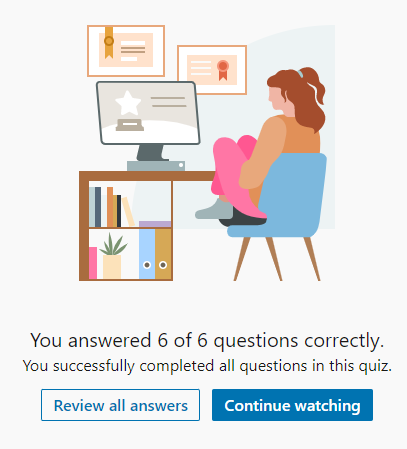 You answered 6 of 6 questions correctly.
You successfully completed all questions in this quiz.
Review all answers
Continue watching